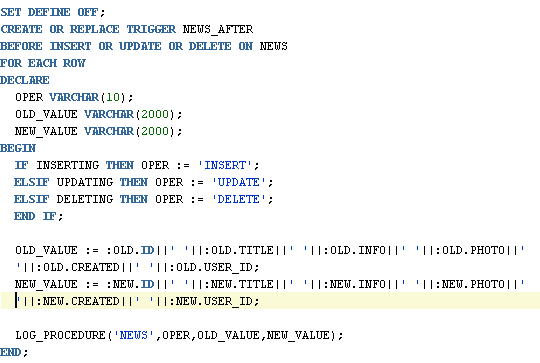 SET DEFINE OFF;
CREATE OR REPLACE TRIGGER NEWS_AFTER
BEFORE INSERT OR UPDATE OR DELETE ON NEWS
FOR EACH ROW
DECLARE
  OPER VARCHAR(10);
  OLD_VALUE VARCHAR(2000);
  NEW_VALUE VARCHAR(2000);
BEGIN
  IF INSERTING THEN OPER := 'INSERT';
  ELSIF UPDATING THEN OPER := 'UPDATE';
  ELSIF DELETING THEN OPER := 'DELETE';
  END IF;

  OLD_VALUE := :OLD.ID||' '||:OLD.TITLE||' '||:OLD.INFO||' '||:OLD.PHOTO||'
  '||:OLD.CREATED||' '||:OLD.USER_ID;
  NEW_VALUE := :NEW.ID||' '||:NEW.TITLE||' '||:NEW.INFO||' '||:NEW.PHOTO||'
  '||:NEW.CREATED||' '||:NEW.USER_ID;

  LOG_PROCEDURE('NEWS',OPER,OLD_VALUE,NEW_VALUE);
END;